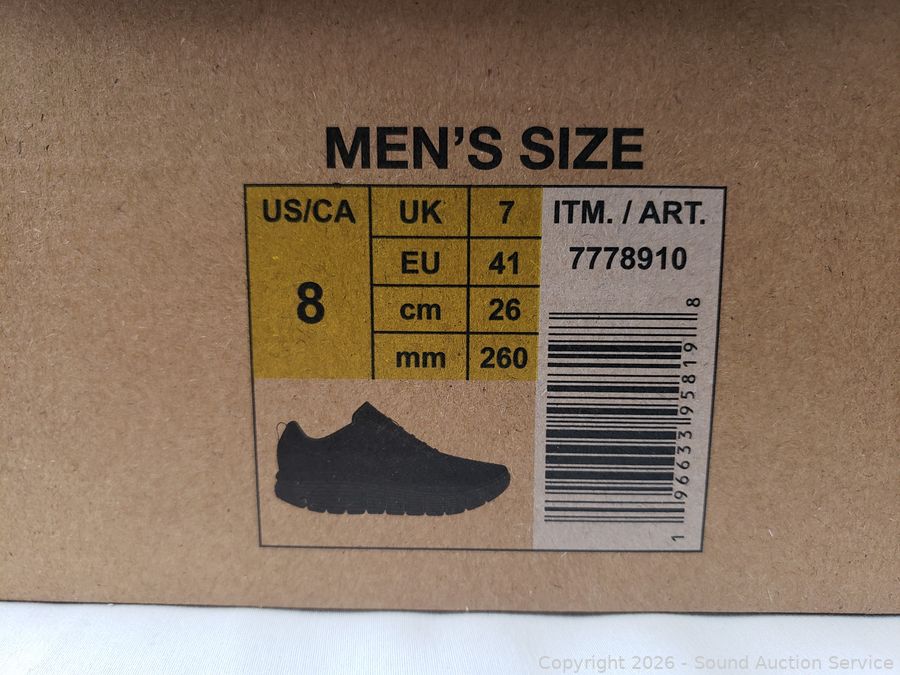 MEN'S SIZE
US/CA
8
UK 7
EU 41
cm 26
mm 260
ITM. / ART.
7778910
1 96633 95819 8
Copyright 2026 - Sound Auction Service